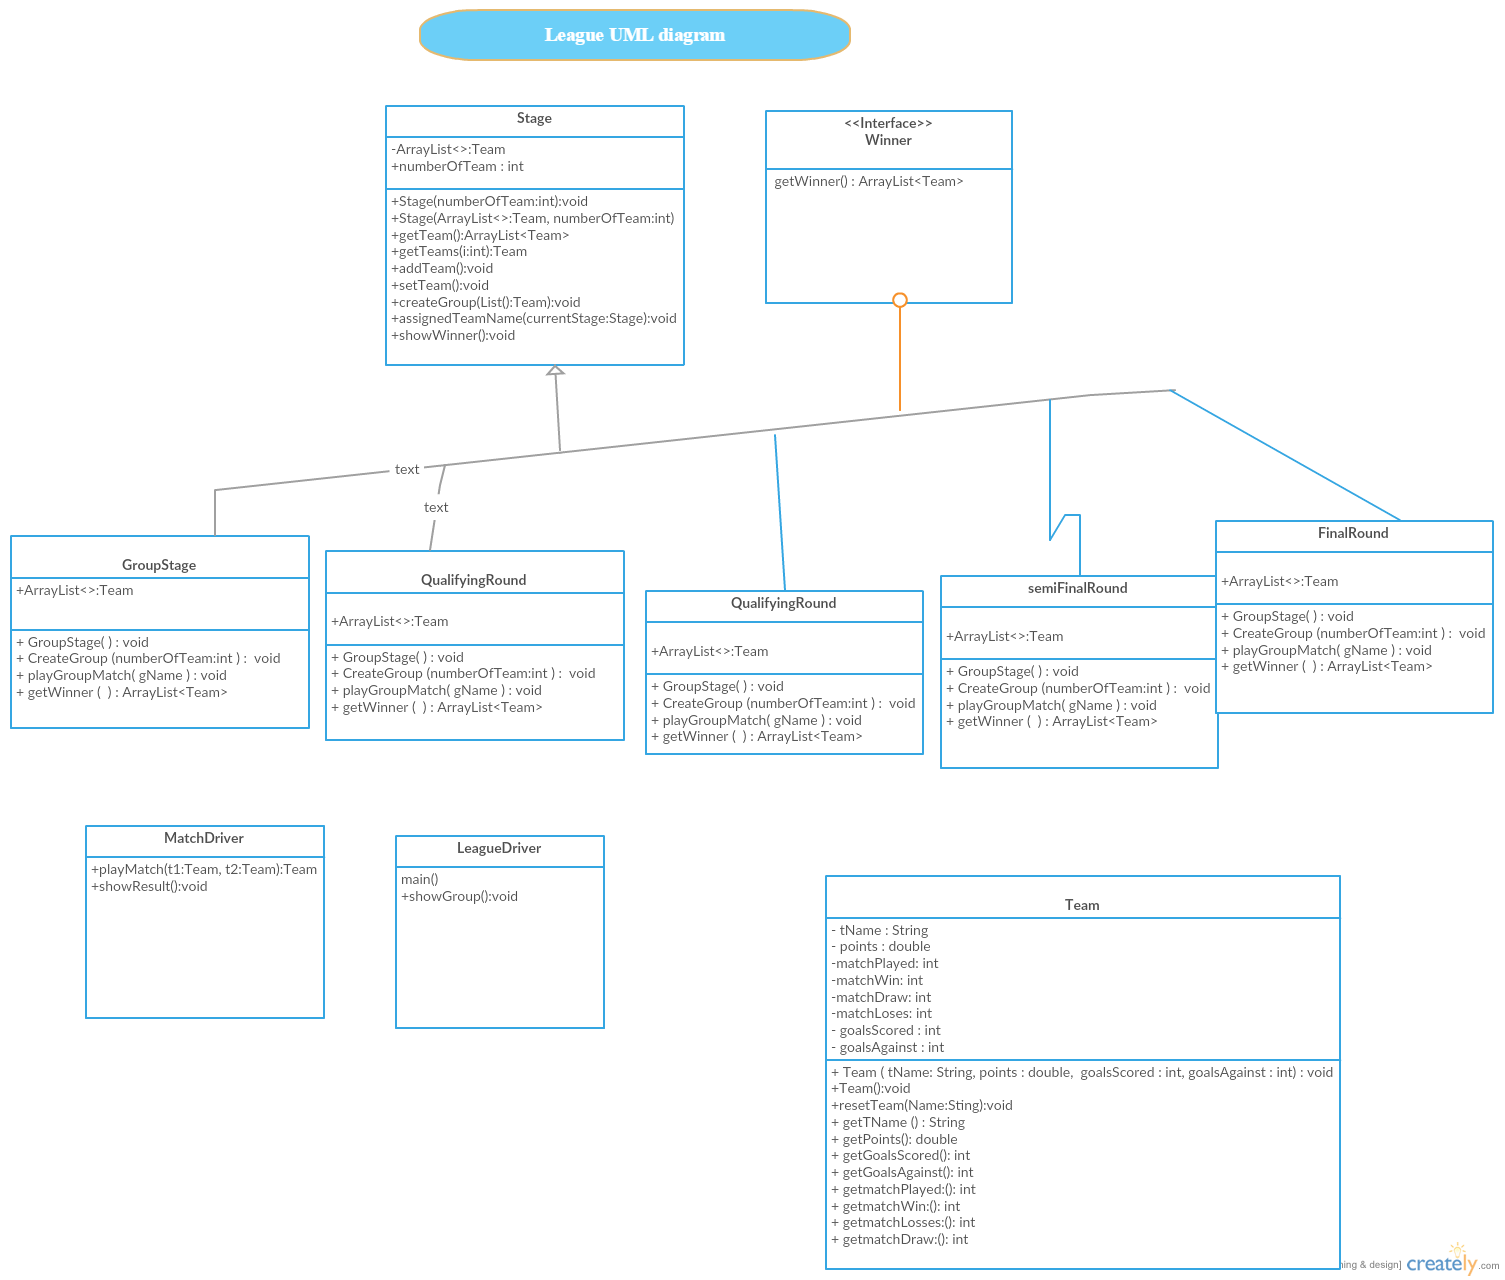 League UML diagram
Stage
-ArrayList<>:Team
+numberOfTeam : int
+Stage(numberOfTeam:int):void
+Stage(ArrayList<>:Team, numberOfTeam:int)
+getTeam():ArrayList<Team>
+getTeams(i:int):Team
+addTeam():void
+setTeam():void
+createGroup(List():Team):void
+assignedTeamName(currentStage:Stage):void
+showWinner():void
<<Interface>>
Winner
getWinner() : ArrayList<Team>
text
text
GroupStage
+ArrayList<>:Team
+ GroupStage( ) : void
+ CreateGroup (numberOfTeam:int ) :  void
+ playGroupMatch( gName ) : void
+ getWinner (  ) : ArrayList<Team>
QualifyingRound
+ArrayList<>:Team
+ GroupStage( ) : void
+ CreateGroup (numberOfTeam:int ) :  void
+ playGroupMatch( gName ) : void
+ getWinner (  ) : ArrayList<Team>
QualifyingRound
+ArrayList<>:Team
+ GroupStage( ) : void
+ CreateGroup (numberOfTeam:int ) :  void
+ playGroupMatch( gName ) : void
+ getWinner (  ) : ArrayList<Team>
semiFinalRound
+ArrayList<>:Team
+ GroupStage( ) : void
+ CreateGroup (numberOfTeam:int ) :  void
+ playGroupMatch( gName ) : void
+ getWinner (  ) : ArrayList<Team>
FinalRound
+ArrayList<>:Team
+ GroupStage( ) : void
+ CreateGroup (numberOfTeam:int ) :  void
+ playGroupMatch( gName ) : void
+ getWinner (  ) : ArrayList<Team>
MatchDriver
+playMatch(t1:Team, t2:Team):Team
+showResult():void
LeagueDriver
main()
+showGroup():void
Team
- tName : String
- points : double
-matchPlayed: int
-matchWin: int
-matchDraw: int
-matchLoses: int
- goalsScored : int
- goalsAgainst : int
+ Team ( tName: String, points : double,  goalsScored : int, goalsAgainst : int) : void
+Team():void
+resetTeam(Name:Sting):void
+ getTName () : String
+ getPoints(): double
+ getGoalsScored(): int
+ getGoalsAgainst(): int
+ getmatchPlayed:(): int
+ getmatchWin:(): int
+ getmatchLosses:(): int
+ getmatchDraw:(): int
& design] creately.com